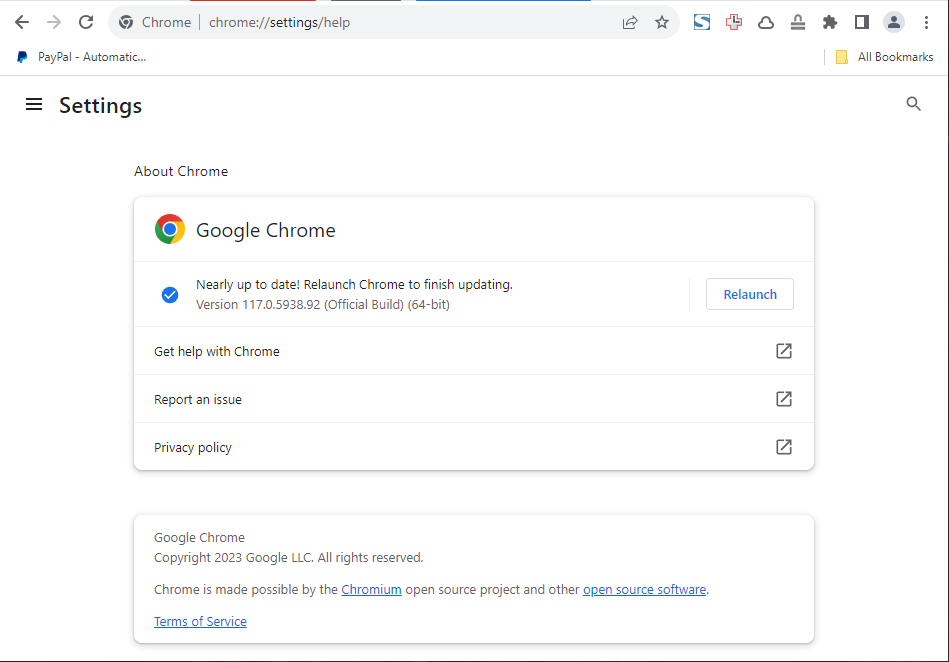 Chrome
chrome://settings/help
PayPal - Automatic...
All Bookmarks
Settings
About Chrome
Google Chrome
Nearly up to date! Relaunch Chrome to finish updating.
Version 117.0.5938.92 (Official Build) (64-bit)
Relaunch
Get help with Chrome
Report an issue
Privacy policy
Google Chrome
Copyright 2023 Google LLC. All rights reserved.
Chrome is made possible by the Chromium open source project and other open source software.
Terms of Service